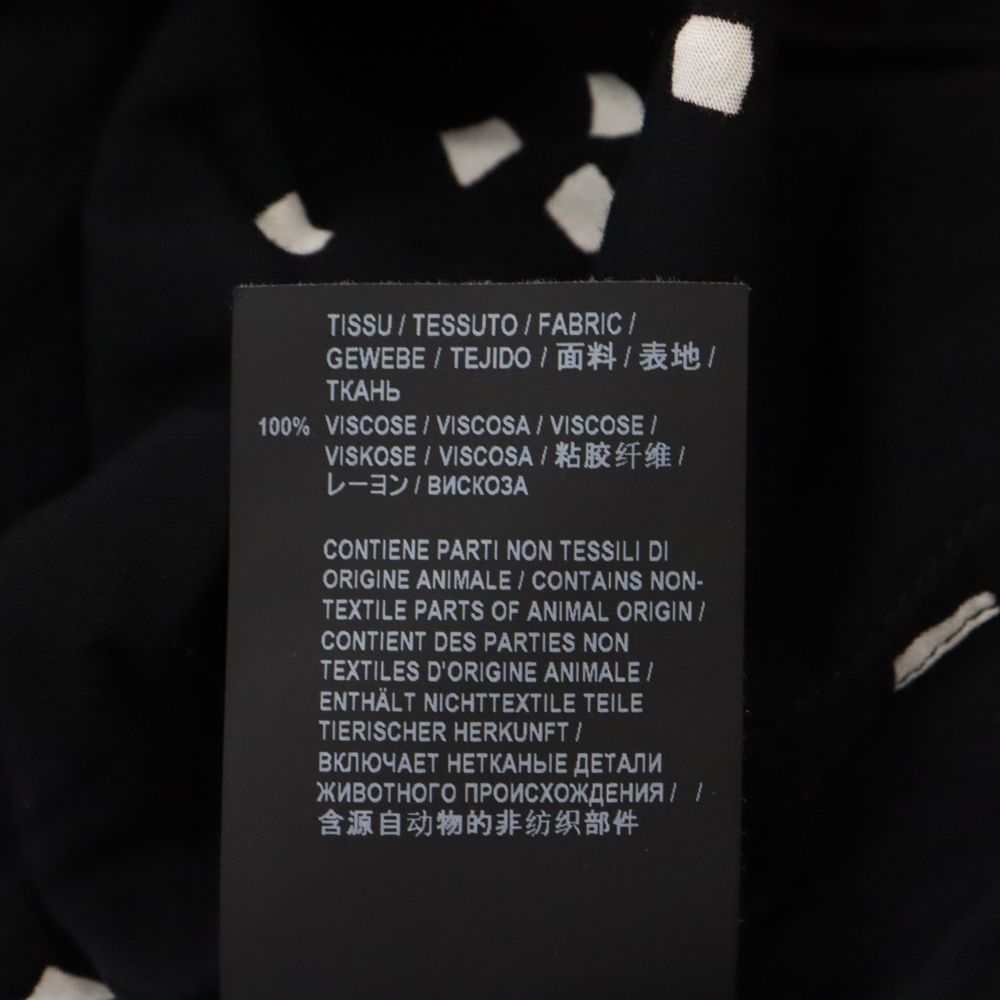 TISSU / TESSUTO / FABRIC /
GEWEBE / TEJIDO / 面料 / 表地 /
ТКАНЬ
100% VISCOSE / VISCOSA / VISCOSE /
VISKOSE / VISCOSA / 粘胶纤维 /
レーヨン / ВИСКОЗА
CONTIENE PARTI NON TESSILI DI
ORIGINE ANIMALE / CONTAINS NON-
TEXTILE PARTS OF ANIMAL ORIGIN /
CONTIENT DES PARTIES NON
TEXTILES D'ORIGINE ANIMALE /
ENTHÄLT NICHTTEXTILE TEILE
TIERISCHER HERKUNFT /
ВКЛЮЧАЕТ НЕТКАНЫЕ ДЕТАЛИ
ЖИВОТНОГО ПРОИСХОЖДЕНИЯ / /
含源自动物的非纺织部件